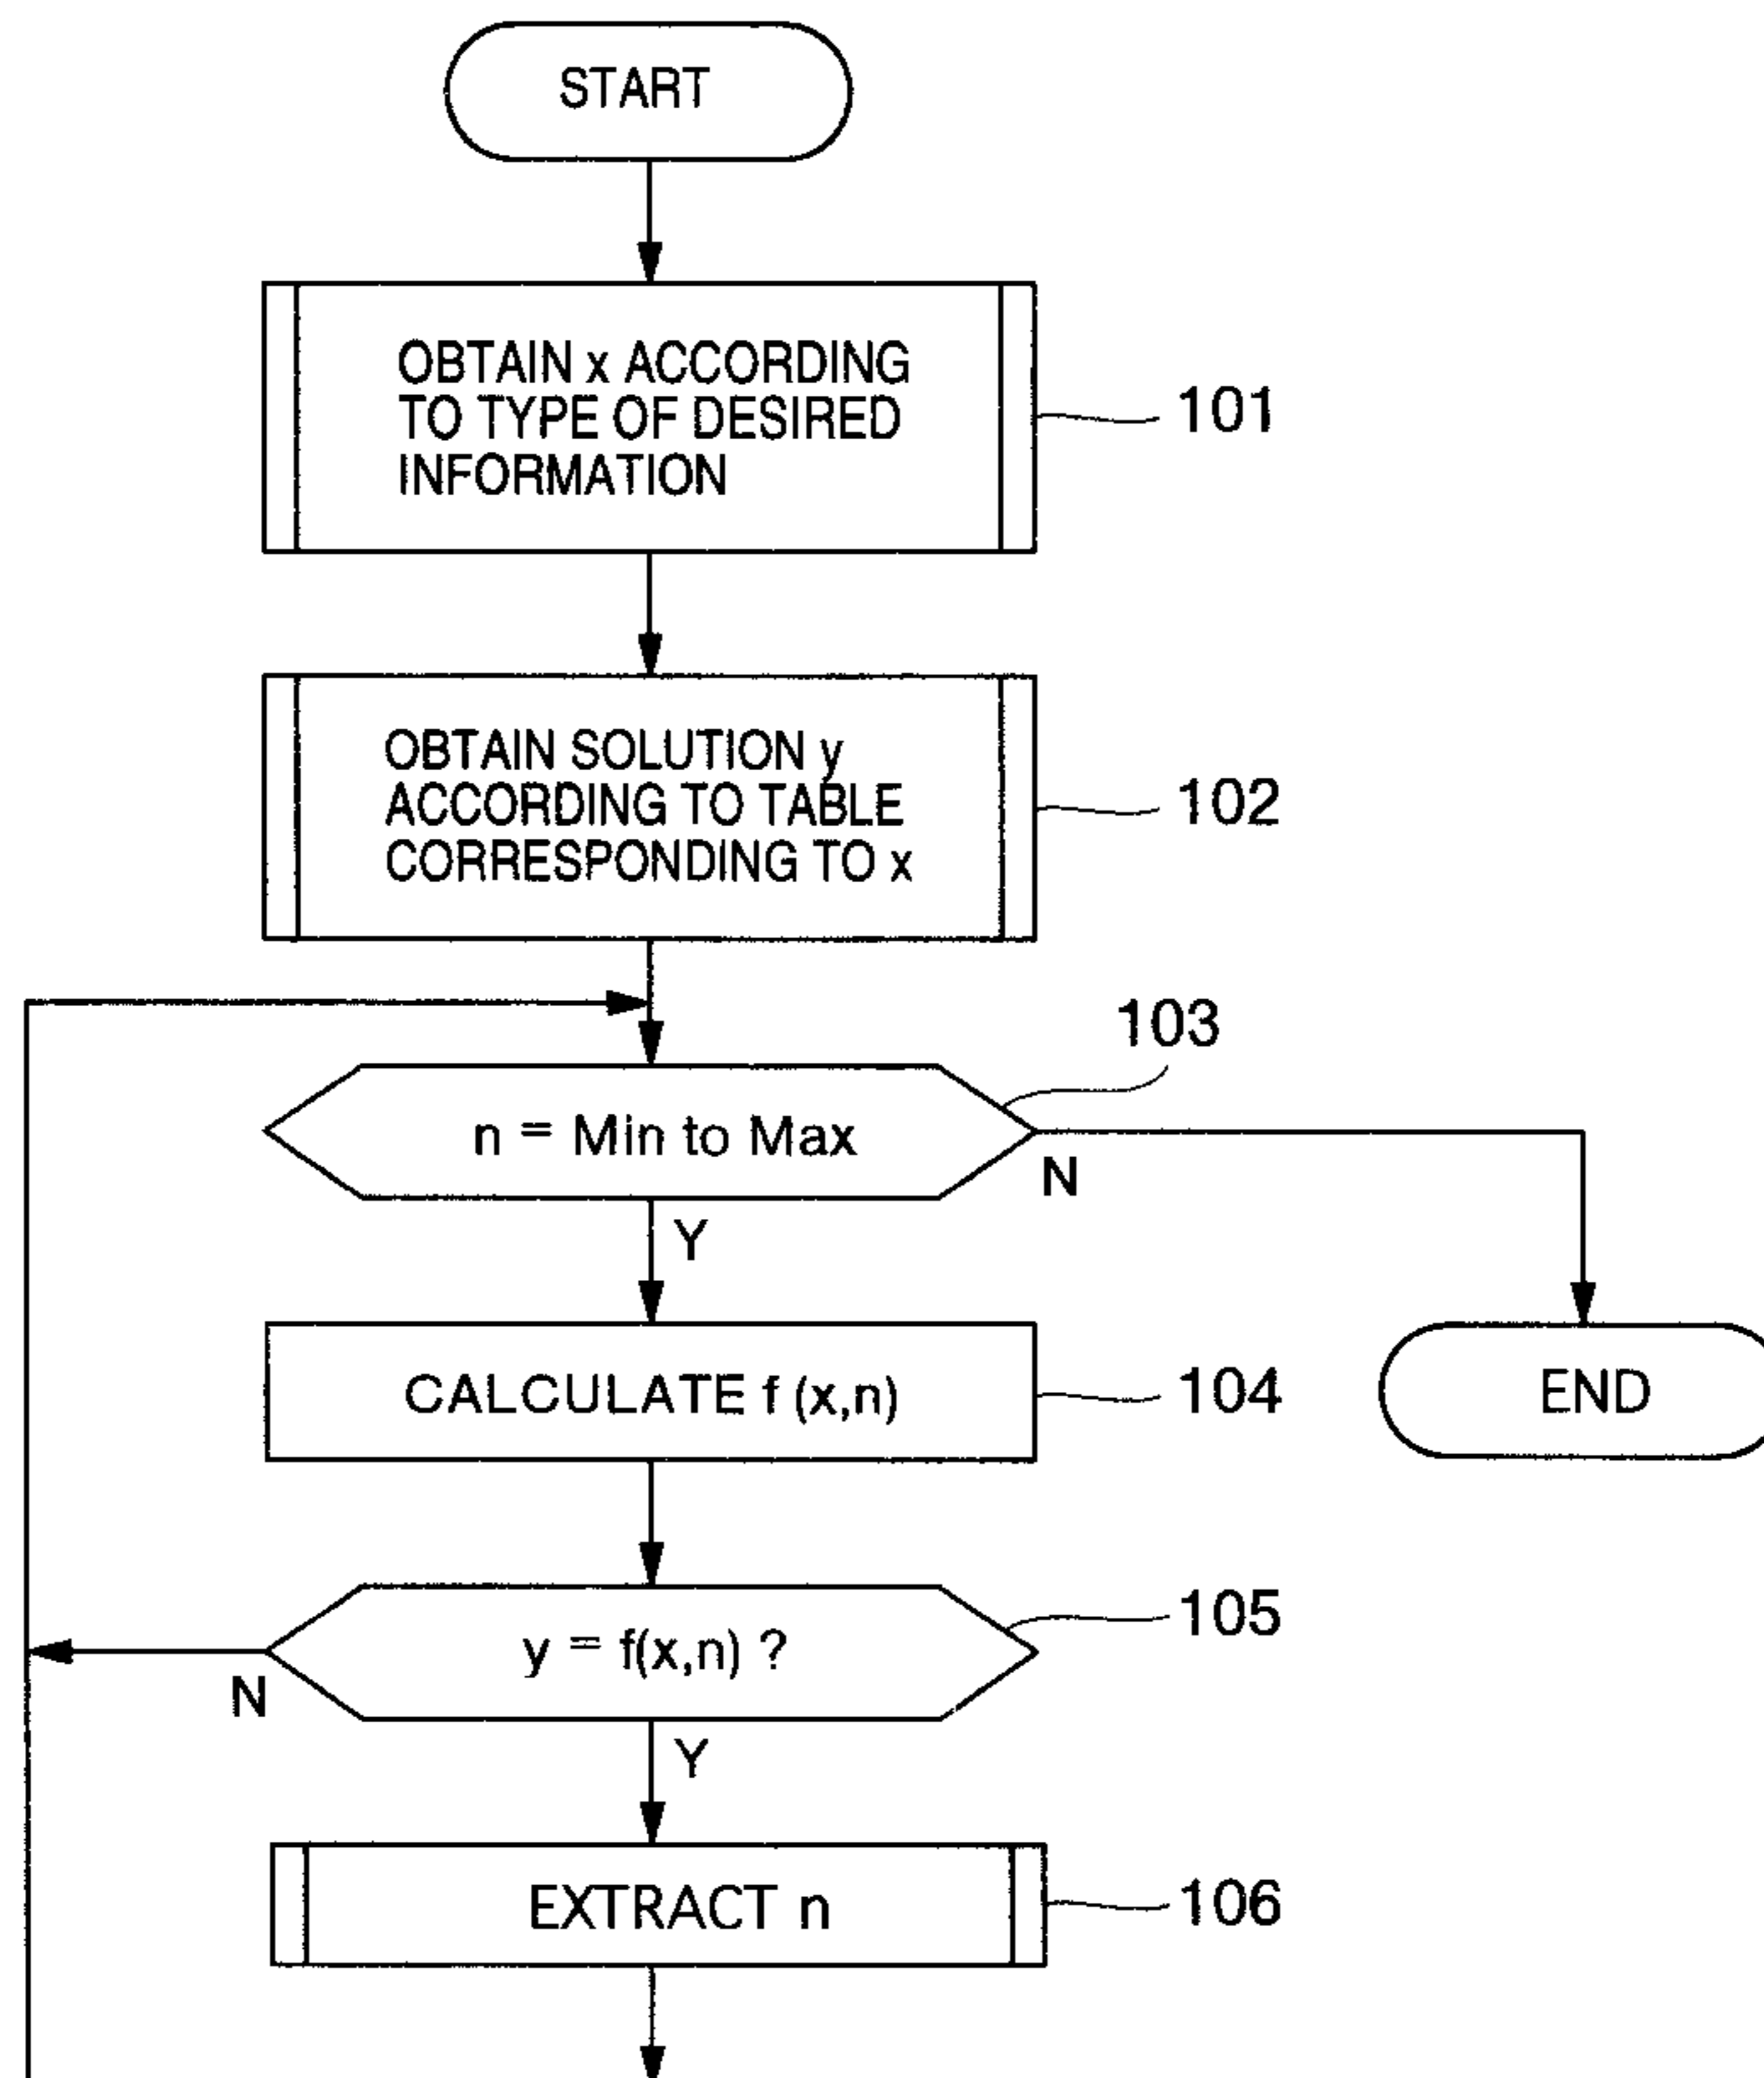 START
OBTAIN x ACCORDING
TO TYPE OF DESIRED
INFORMATION
101
OBTAIN SOLUTION y
ACCORDING TO TABLE
CORRESPONDING TO x
102
103
n = Min to Max
N
Y
CALCULATE f (x,n)
104
END
y = f(x,n) ?
105
N
Y
EXTRACT n
106